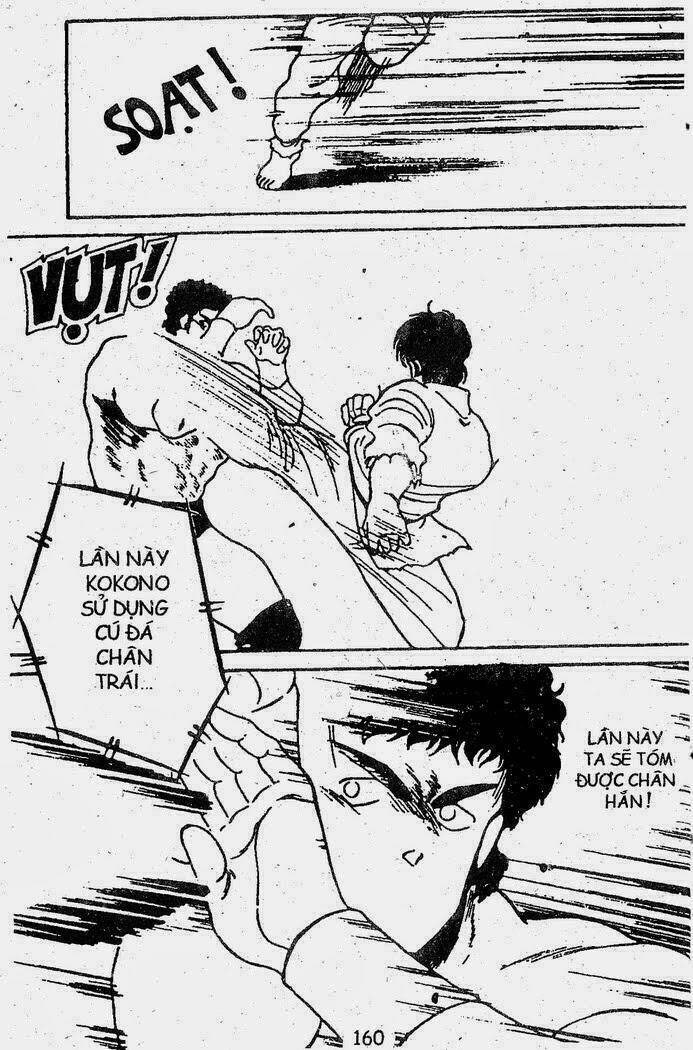 SOẠT!
VỤT!
LẦN NÀY
KOKONO
SỬ DỤNG
CÚ ĐÁ
CHÂN
TRÁI...
LẦN NÀY
TA SẼ TÓM
ĐƯỢC CHÂN
HẮN!
160